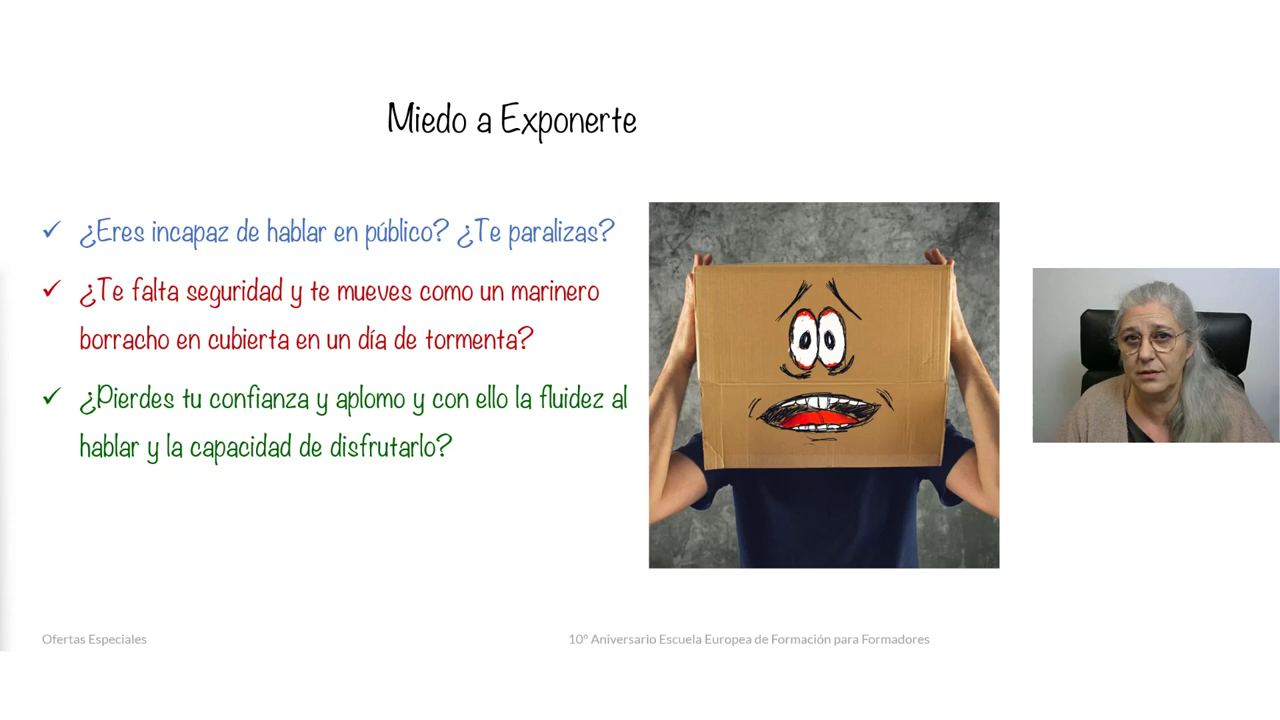 Miedo a Exponerte
¿Eres incapaz de hablar en público? ¿Te paralizas?
¿Te falta seguridad y te mueves como un marinero
borracho en cubierta en un día de tormenta?
¿Pierdes tu confianza y aplomo y con ello la fluidez al
hablar y la capacidad de disfrutarlo?
Ofertas Especiales
10º Aniversario Escuela Europea de Formación para Formadores